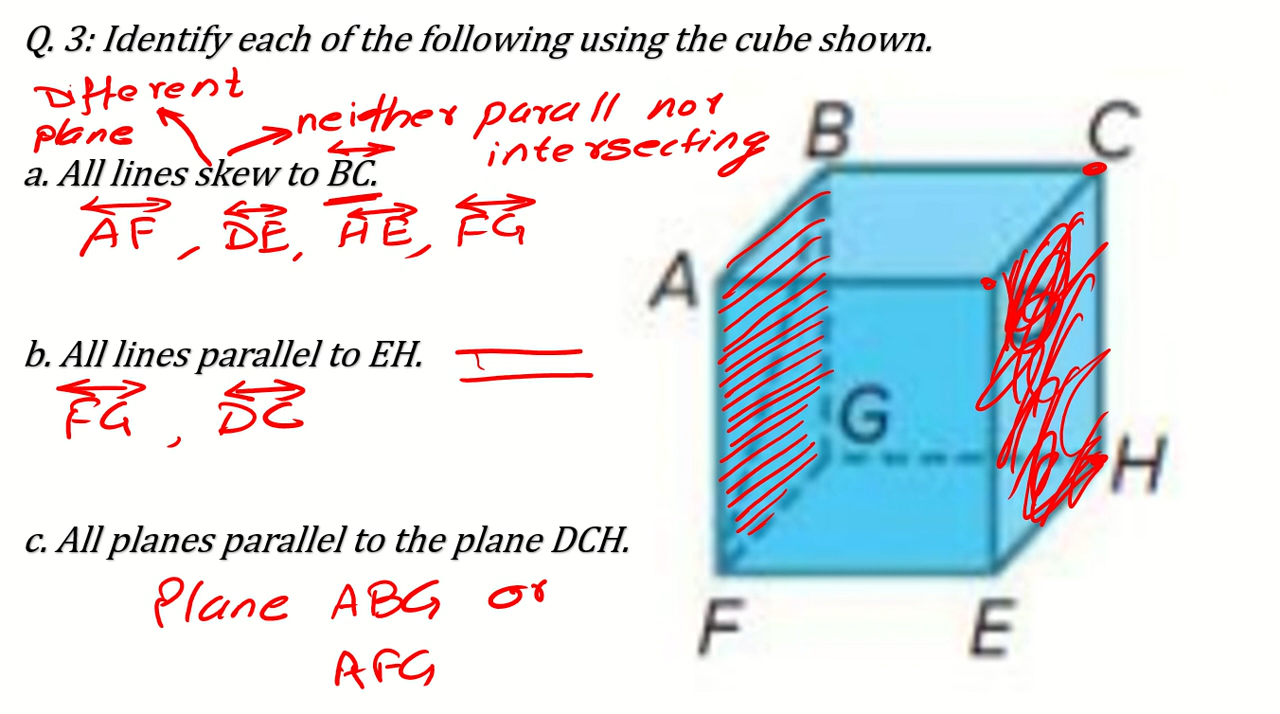 Q. 3: Identify each of the following using the cube shown.
Different
plane
neither parall nor
intersecting
a. All lines skew to BC.
AF, DE, HE, FG
b. All lines parallel to EH.
FG, DC
c. All planes parallel to the plane DCH.
Plane ABG or
AFG
B
C
A
D
G
H
F
E